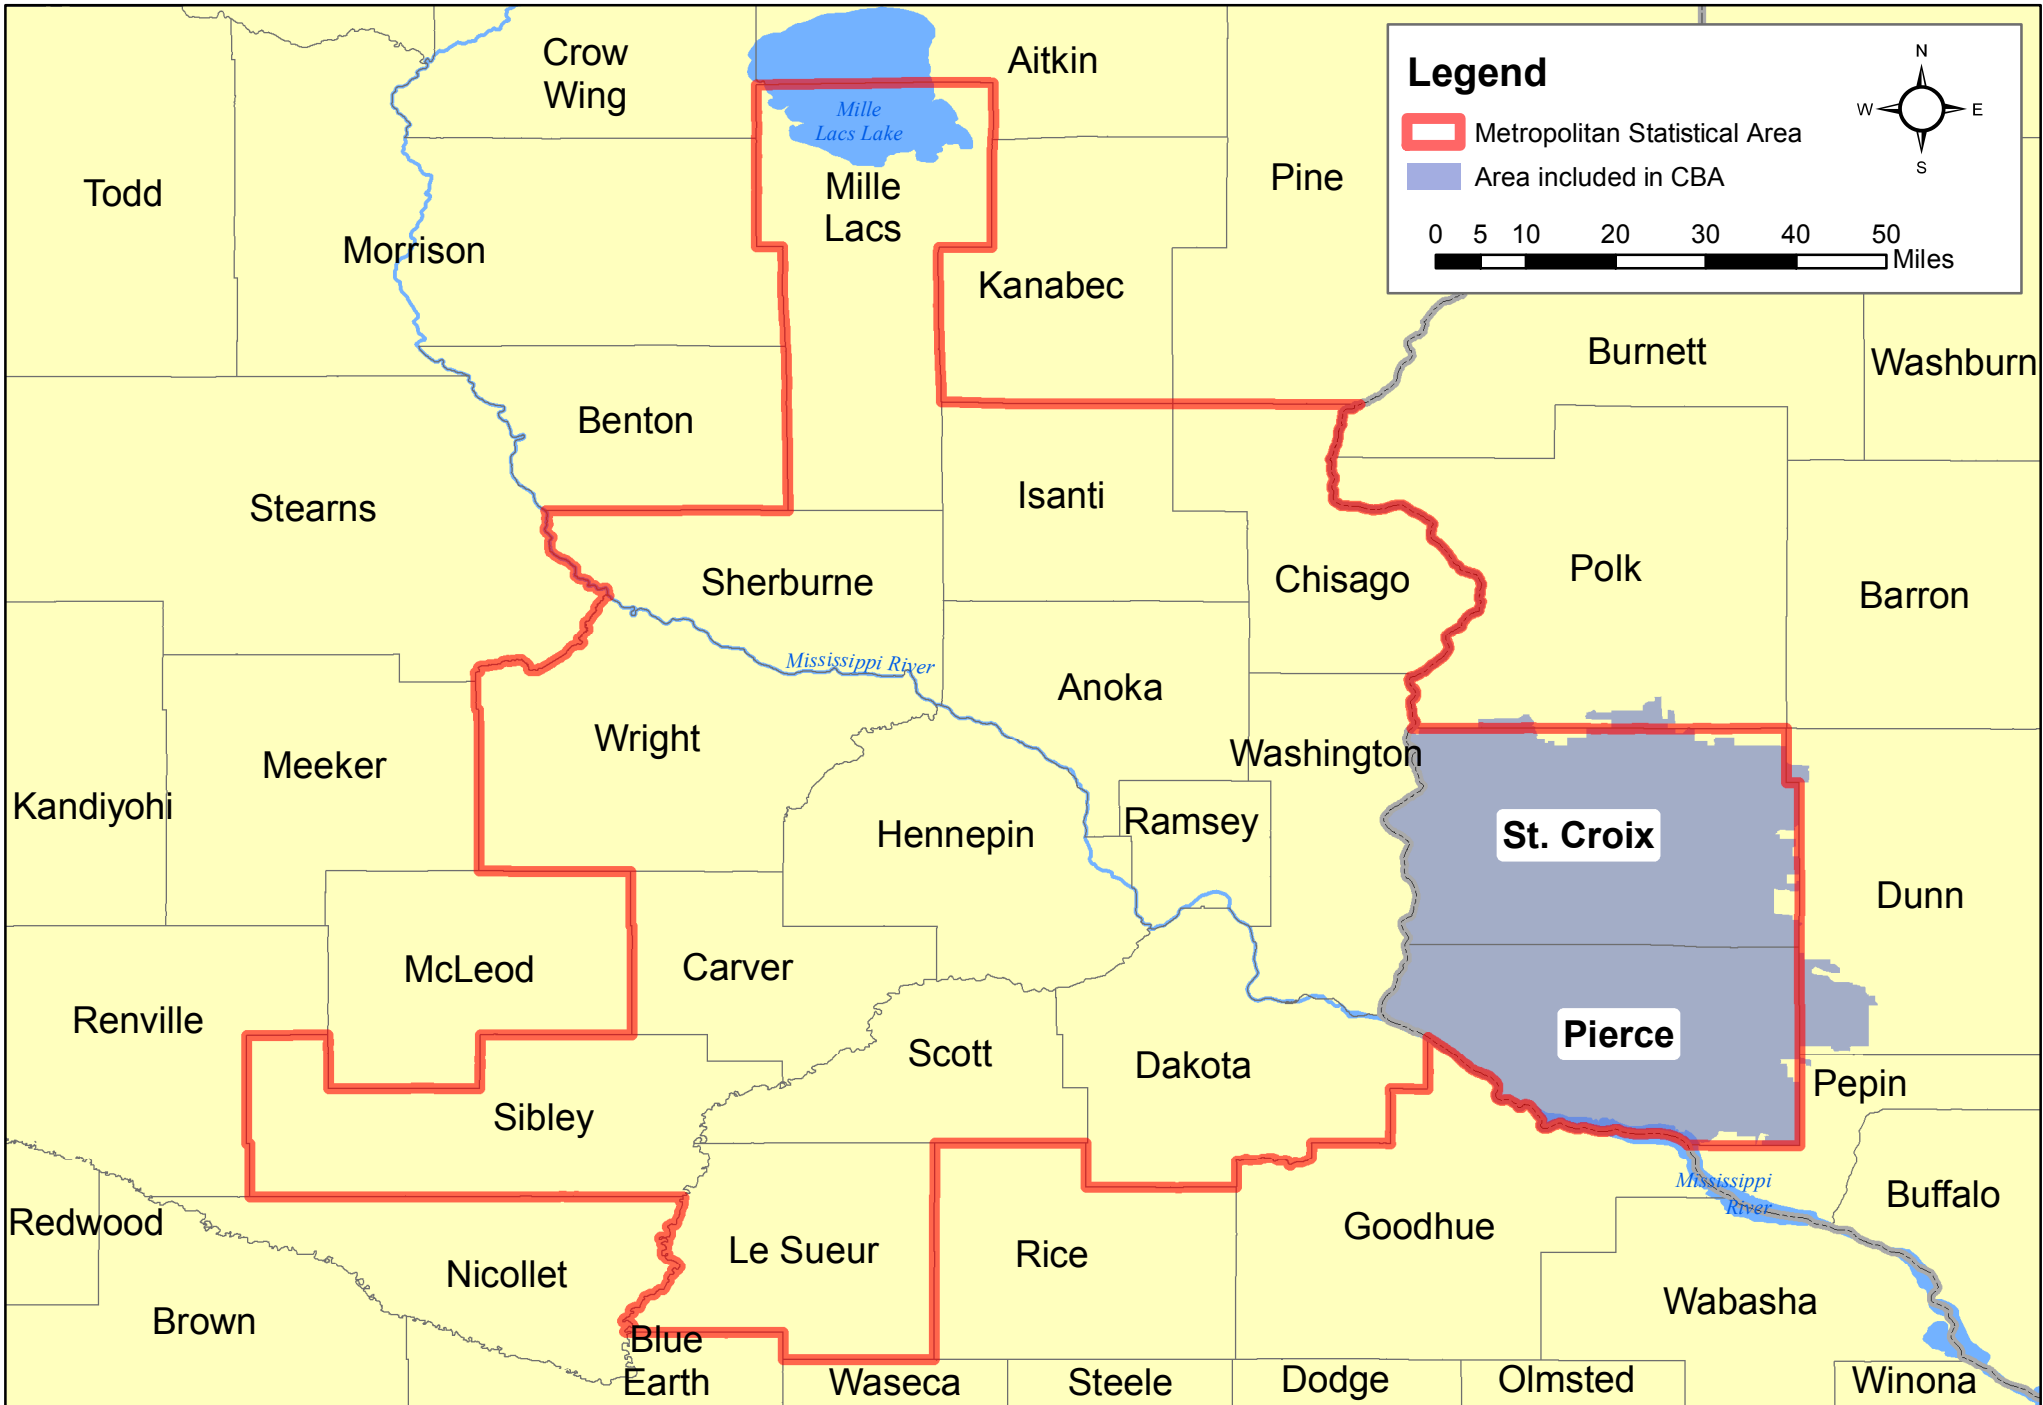 Crow
Wing
Aitkin
Mille
Lacs Lake
Legend
N
W
E
S
Metropolitan Statistical Area
Area included in CBA
0 5 10 20 30 40 50
Miles
Todd
Mille
Lacs
Pine
Morrison
Kanabec
Burnett
Washburn
Benton
Stearns
Isanti
Sherburne
Chisago
Polk
Barron
Mississippi River
Anoka
Wright
Washington
Meeker
Kandiyohi
Hennepin
Ramsey
St. Croix
Dunn
McLeod
Carver
Renville
Scott
Dakota
Pierce
Pepin
Sibley
Mississippi
River
Buffalo
Redwood
Nicollet
Le Sueur
Rice
Goodhue
Wabasha
Brown
Blue
Earth
Waseca
Steele
Dodge
Olmsted
Winona